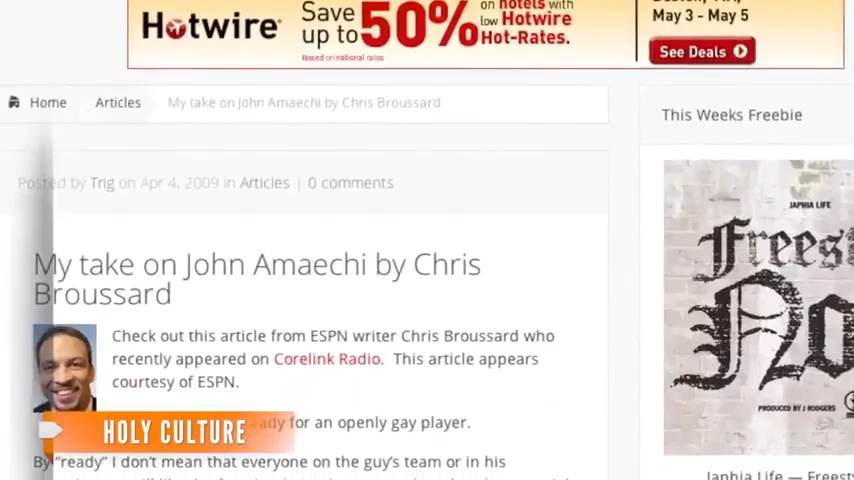 Hotwire
Save up to 50% on hotels with low Hotwire Hot-Rates.
Based on national rates
May 3 - May 5
See Deals
Home
Articles
My take on John Amaechi by Chris Broussard
This Weeks Freebie
Posted by Trig on Apr 4, 2009 in Articles | 0 comments
JAPHIA LIFE
My take on John Amaechi by Chris
Broussard
Check out this article from ESPN writer Chris Broussard who
recently appeared on Corelink Radio. This article appears
courtesy of ESPN.
for an openly gay player.
HOLY CULTURE
PRODUCED BY J RODGERS
By "ready" I don't mean that everyone on the guy's team or in his
Japhia Life —